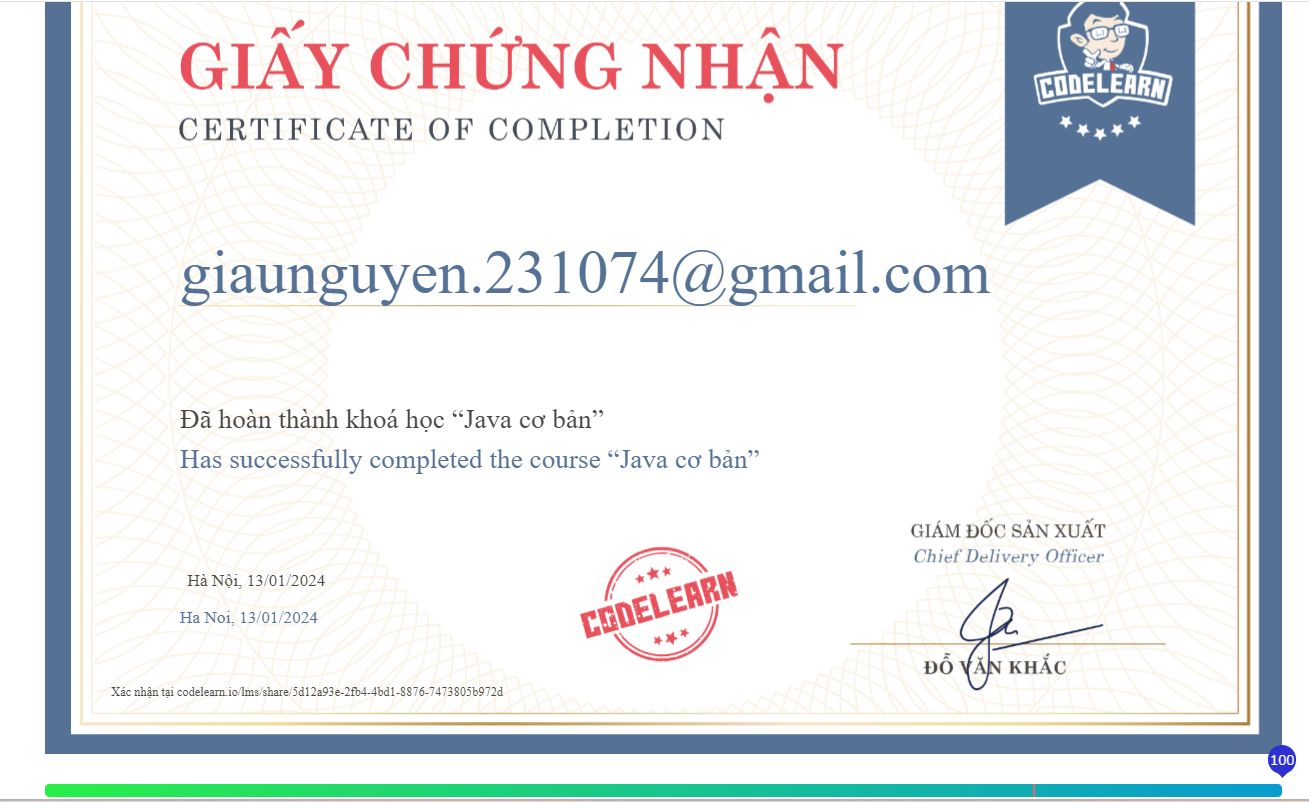 GIẤY CHỨNG NHẬN
CODELEARN
CERTIFICATE OF COMPLETION
giaunguyen.231074@gmail.com
Đã hoàn thành khoá học “Java cơ bản”
Has successfully completed the course “Java cơ bản”
GIÁM ĐỐC SẢN XUẤT
Chief Delivery Officer
Hà Nội, 13/01/2024
CODELEARN
Ha Noi, 13/01/2024
ĐỖ VĂN KHẮC
Xác nhận tại codelearn.io/lms/share/5d12a93e-2fb4-4bd1-8876-7473805b972d
100